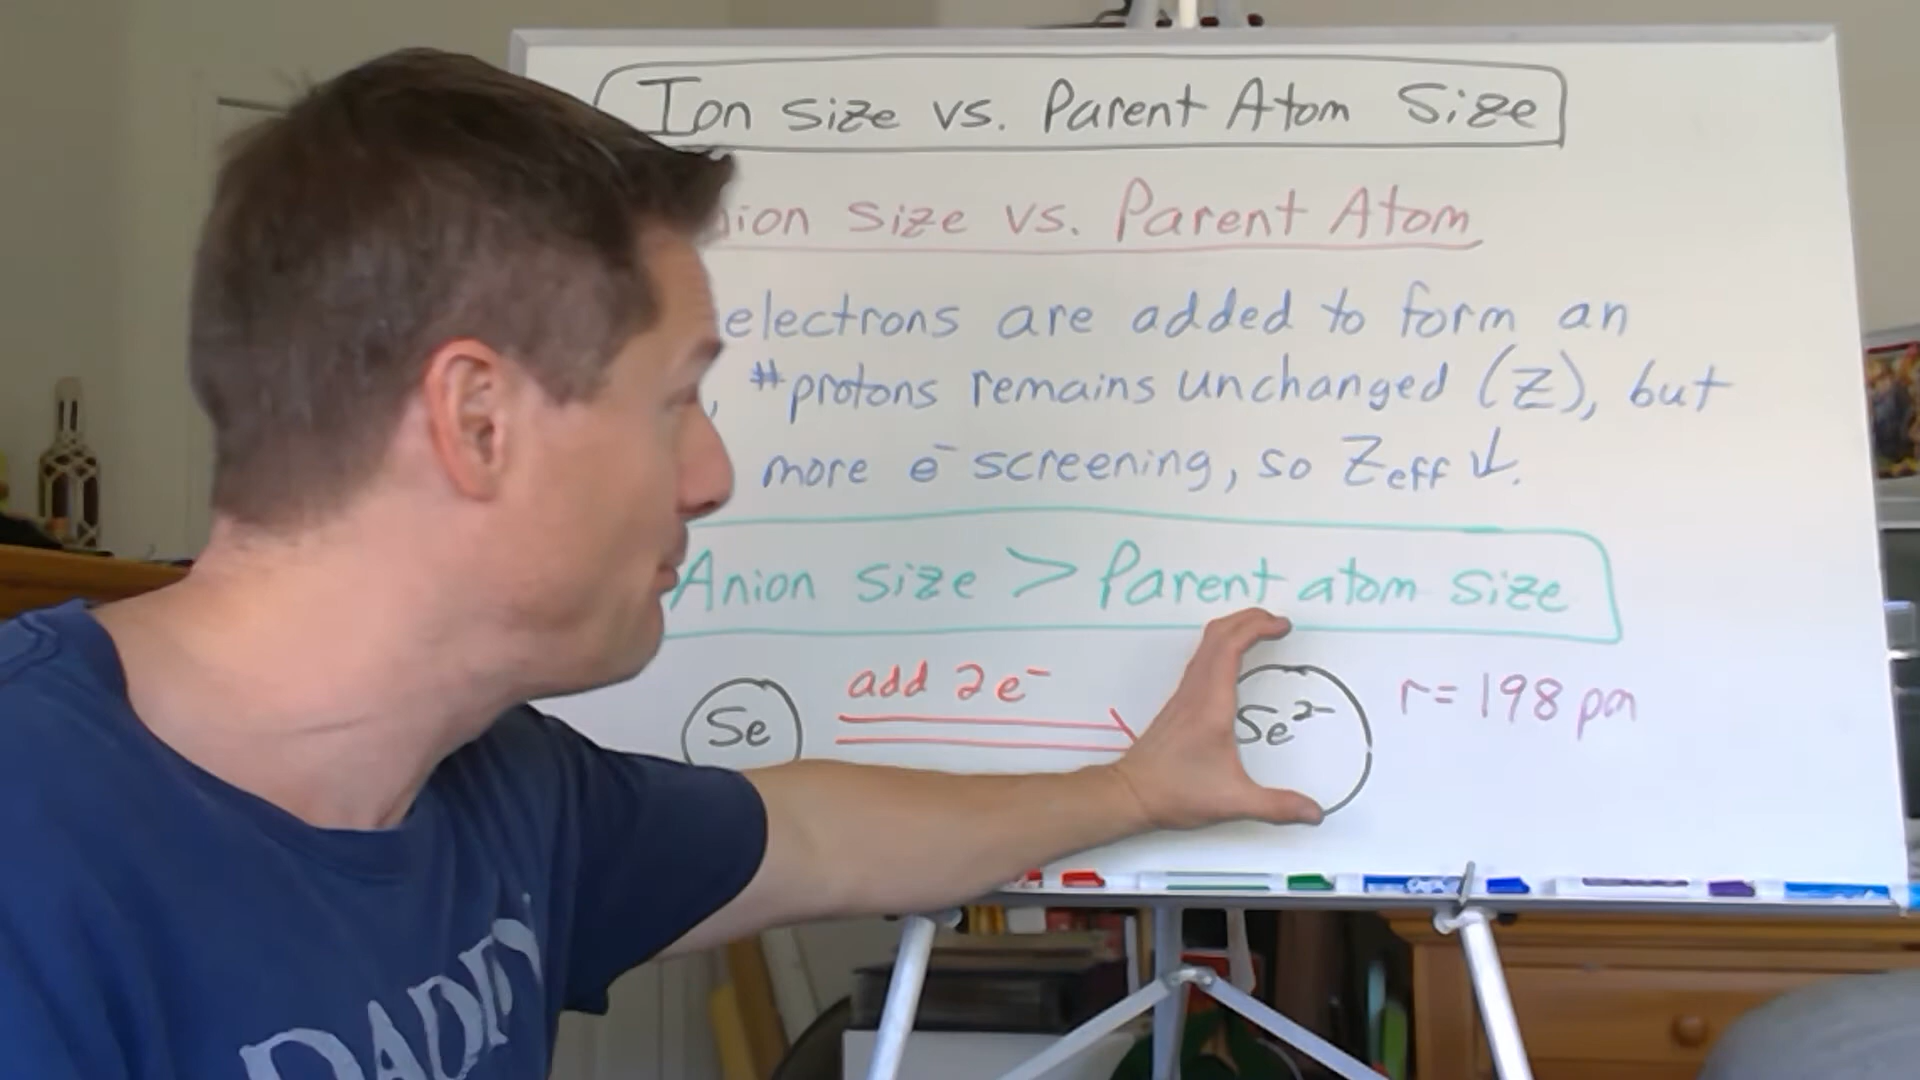 Ion Size vs. Parent Atom Size
Size vs. Parent Atom
electrons are added to form an
, #protons remains unchanged (Z), but
more e⁻ screening, so Zeff ↓.
Anion size > Parent atom size
add 2e⁻
Se
Se²⁻
r = 198 pm
DADDY